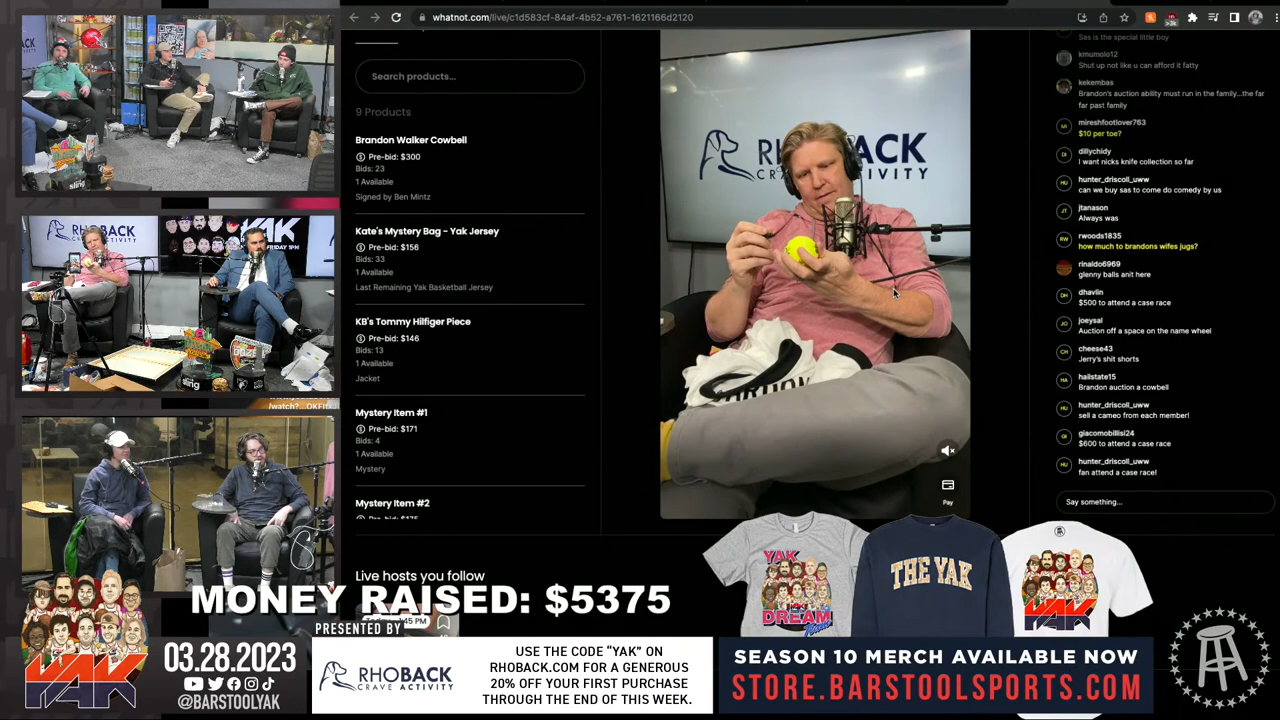 whatnot.com/live/c1d583cf-84af-4b52-a761-1621166d2120
Search products...
9 Products
Brandon Walker Cowbell
Pre-bid: $300
Bids: 23
1 Available
Signed by Ben Mintz
Kate's Mystery Bag - Yak Jersey
Pre-bid: $156
Bids: 33
1 Available
Last Remaining Yak Basketball Jersey
KB's Tommy Hilfiger Piece
Pre-bid: $146
Bids: 13
1 Available
Jacket
Mystery Item #1
Pre-bid: $171
Bids: 4
1 Available
Mystery
Mystery Item #2
Live hosts you follow
RHOBACK
CRAVE ACTIVITY
Pay
Sas is the special little boy
kmumolo12
Shut up not like u can afford it fatty
kekembas
Brandon's auction ability must run in the family...the far
far past family
mireshfootlover763
$10 per toe?
dillychidy
I want nicks knife collection so far
hunter_driscoll_uww
can we buy sas to come do comedy by us
jtanason
Always was
rwoods1835
how much to brandons wifes jugs?
rinaldo6969
glenny balls anit here
dhavlin
$500 to attend a case race
joeysal
Auction off a space on the name wheel
cheese43
Jerry's shit shorts
hailstate15
Brandon auction a cowbell
hunter_driscoll_uww
sell a cameo from each member!
giacomobillisi24
$600 to attend a case race
hunter_driscoll_uww
fan attend a case race!
Say something...
MONEY RAISED: $5375
PRESENTED BY
YAK
03.28.2023
@BARSTOOLYAK
RHOBACK
CRAVE ACTIVITY
USE THE CODE "YAK" ON
RHOBACK.COM FOR A GENEROUS
20% OFF YOUR FIRST PURCHASE
THROUGH THE END OF THIS WEEK.
YAK
DREAM
THE YAK
YAK
SEASON 10 MERCH AVAILABLE NOW
STORE.BARSTOOLSPORTS.COM